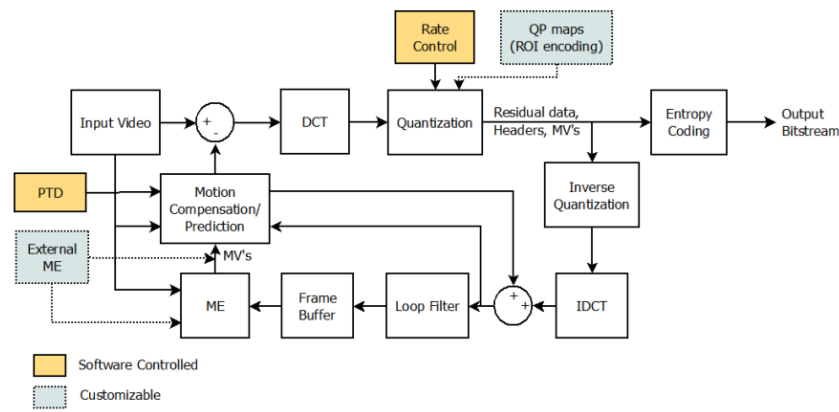 Rate
Control
QP maps
(ROI encoding)
Input Video
+
-
DCT
Quantization
Residual data,
Headers, MV's
Entropy
Coding
Output
Bitstream
PTD
Motion
Compensation/
Prediction
Inverse
Quantization
External
ME
MV's
ME
Frame
Buffer
Loop Filter
+
+
IDCT
Software Controlled
Customizable